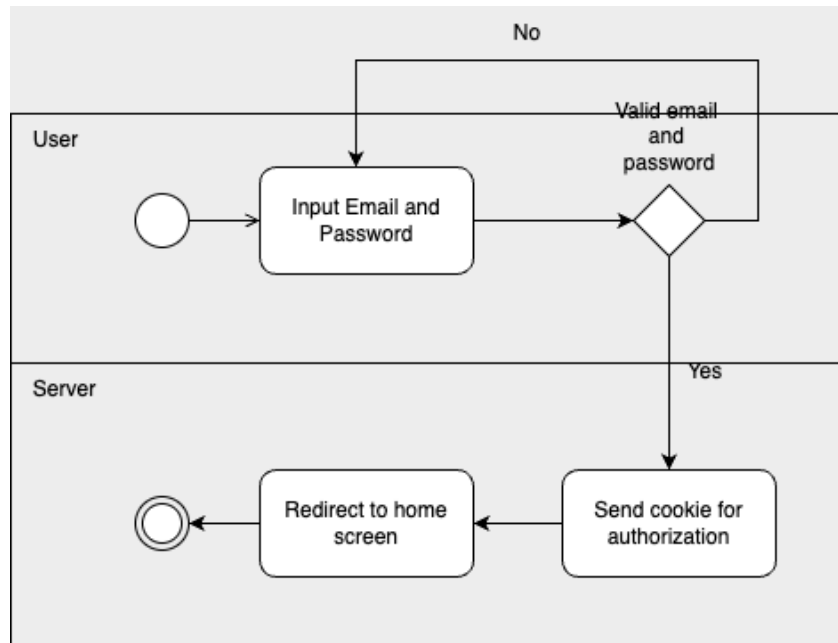 No
Valid email
and
password
User
Input Email and
Password
Yes
Server
Redirect to home
screen
Send cookie for
authorization